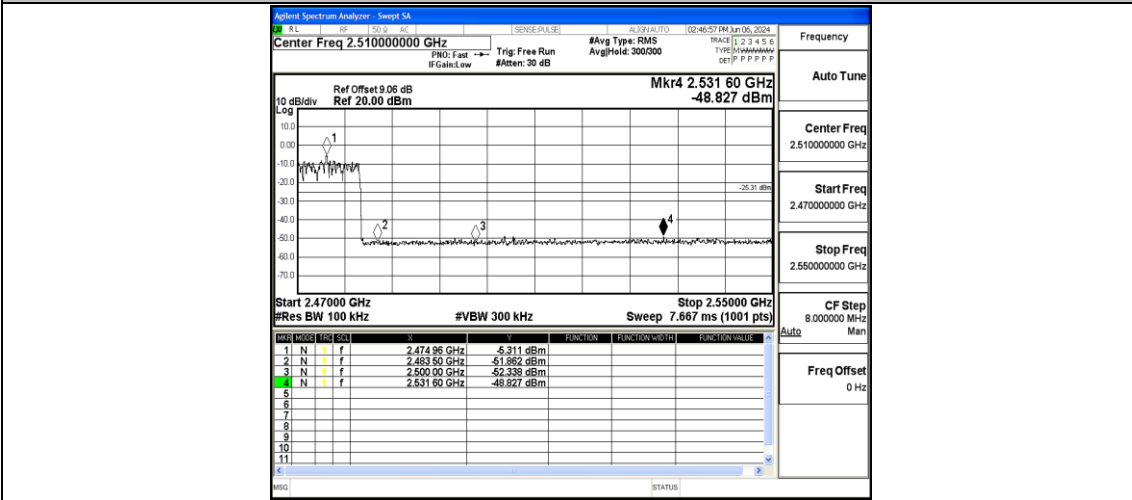 Agilent Spectrum Analyzer - Swept SA
RL RF 50 Ω AC SENSE:PULSE ALIGN AUTO 02:46:57 PM Jun 06, 2024
Center Freq 2.510000000 GHz
PNO: Fast
IFGain:Low
Trig: Free Run
#Atten: 30 dB
#Avg Type: RMS
Avg|Hold: 300/300
TRACE 1 2 3 4 5 6
TYPE MWWWWW
DET P P P P P P
Ref Offset 9.06 dB
10 dB/div Ref 20.00 dBm
Log
Mkr4 2.531 60 GHz
-48.827 dBm
10.0
0.00
-10.0
-20.0
-30.0
-40.0
-50.0
-60.0
-70.0
1
2
3
4
-25.31 dBm
Start 2.47000 GHz Stop 2.55000 GHz
#Res BW 100 kHz #VBW 300 kHz Sweep 7.667 ms (1001 pts)
MKR MODE TRC SCL X Y FUNCTION FUNCTION WIDTH FUNCTION VALUE
1 N 1 f 2.474 96 GHz -5.311 dBm
2 N 1 f 2.483 50 GHz -51.862 dBm
3 N 1 f 2.500 00 GHz -52.338 dBm
4 N 1 f 2.531 60 GHz -48.827 dBm
5
6
7
8
9
10
11
MSG STATUS
Frequency
Auto Tune
Center Freq
2.510000000 GHz
Start Freq
2.470000000 GHz
Stop Freq
2.550000000 GHz
CF Step
8.000000 MHz
Auto Man
Freq Offset
0 Hz